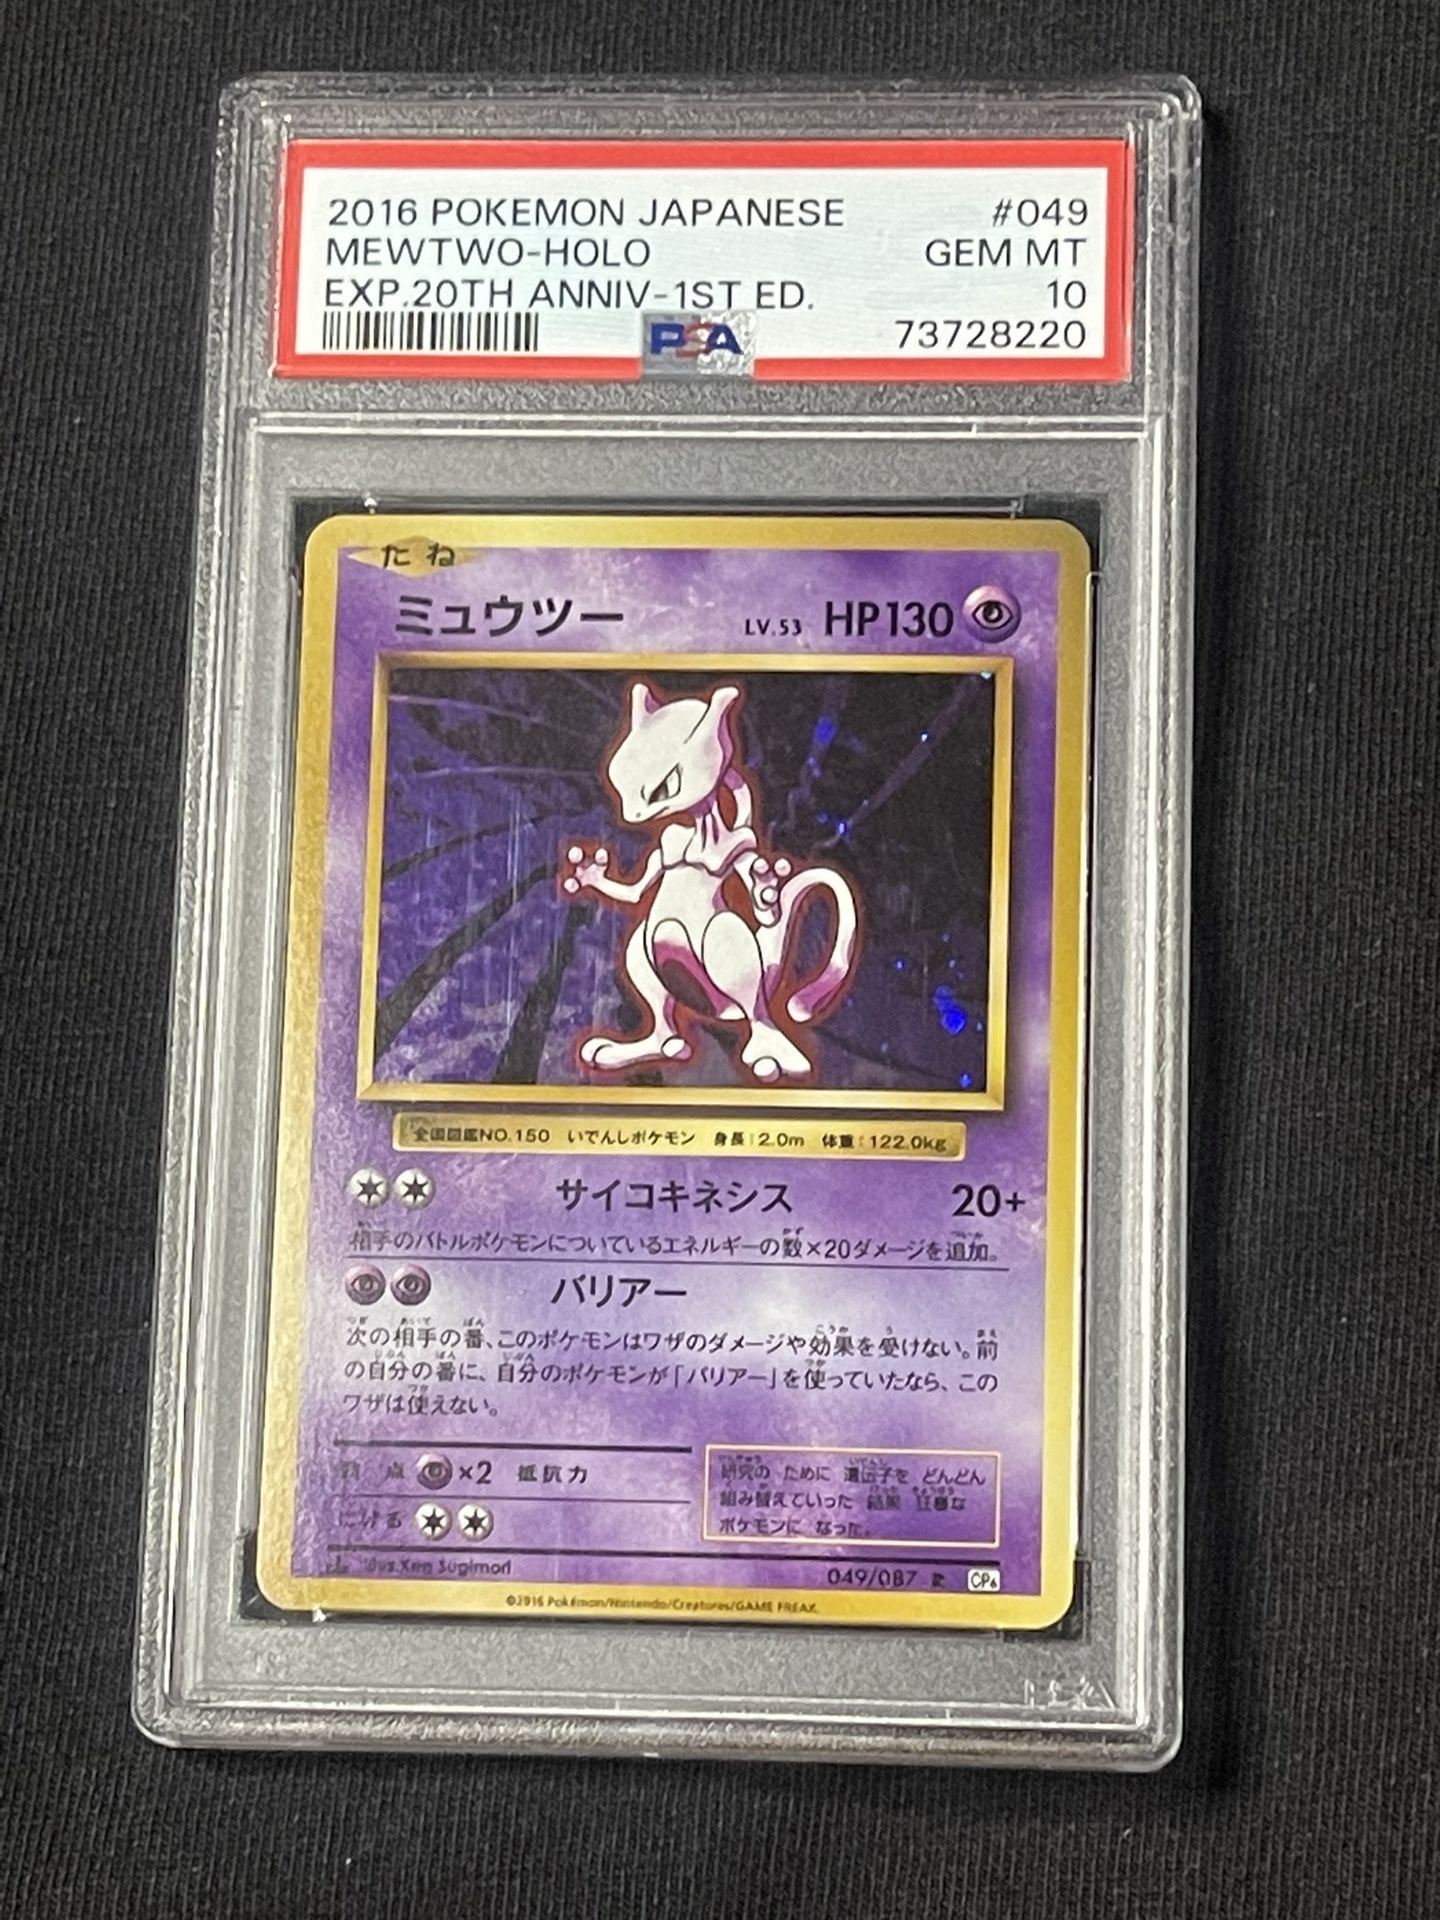 2016 POKEMON JAPANESE #049
MEWTWO-HOLO GEM MT
EXP.20TH ANNIV-1ST ED. 10
PSA 73728220
たね
ミュウツー LV.53 HP130
全国図鑑NO.150 いでんしポケモン 身長:2.0m 体重:122.0kg
サイコキネシス 20+
相手のバトルポケモンについているエネルギーの数×20ダメージを追加。
バリアー
次の相手の番、このポケモンはワザのダメージや効果を受けない。前
の自分の番に、自分のポケモンが「バリアー」を使っていたなら、この
ワザは使えない。
弱点 ×2 抵抗力
にげる
研究の ために 遺伝子を どんどん
組み替えていった 結果 狂暴な
ポケモンに なった。
illus.Ken Sugimori 049/087 R CP6
©2016 Pokémon/Nintendo/Creatures/GAME FREAK.